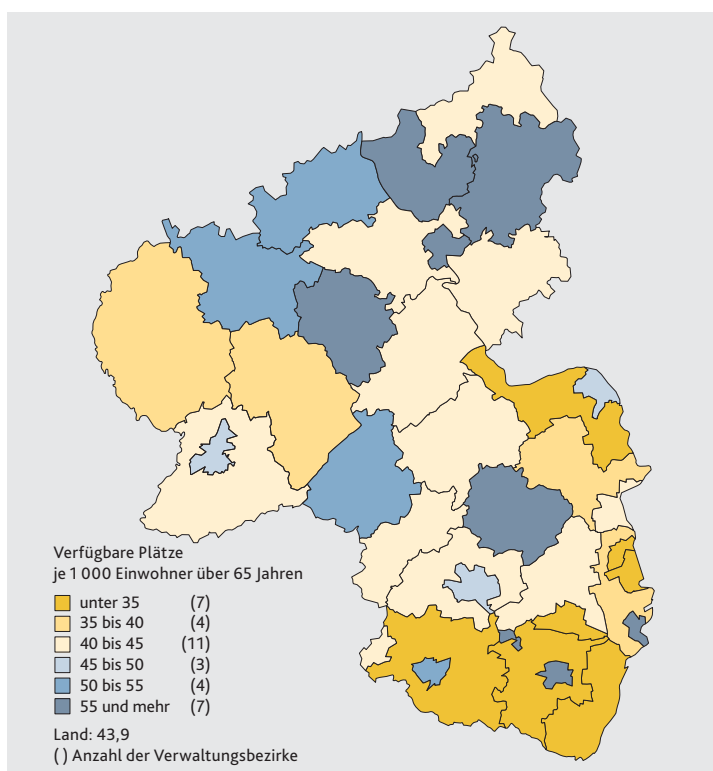 Verfügbare Plätze
je 1 000 Einwohner über 65 Jahren
unter 35 (7)
35 bis 40 (4)
40 bis 45 (11)
45 bis 50 (3)
50 bis 55 (4)
55 und mehr (7)
Land: 43,9
( ) Anzahl der Verwaltungsbezirke